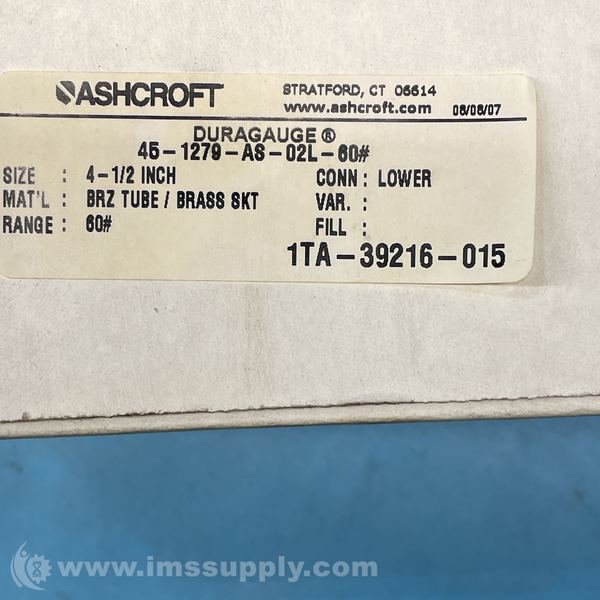 ASHCROFT
STRATFORD, CT 06614
www.ashcroft.com 08/08/07
DURAGAUGE®
45-1279-AS-02L-60#
SIZE : 4-1/2 INCH CONN : LOWER
MAT'L : BRZ TUBE / BRASS SKT VAR. :
RANGE : 60# FILL :
1TA-39216-015
www.imssupply.com